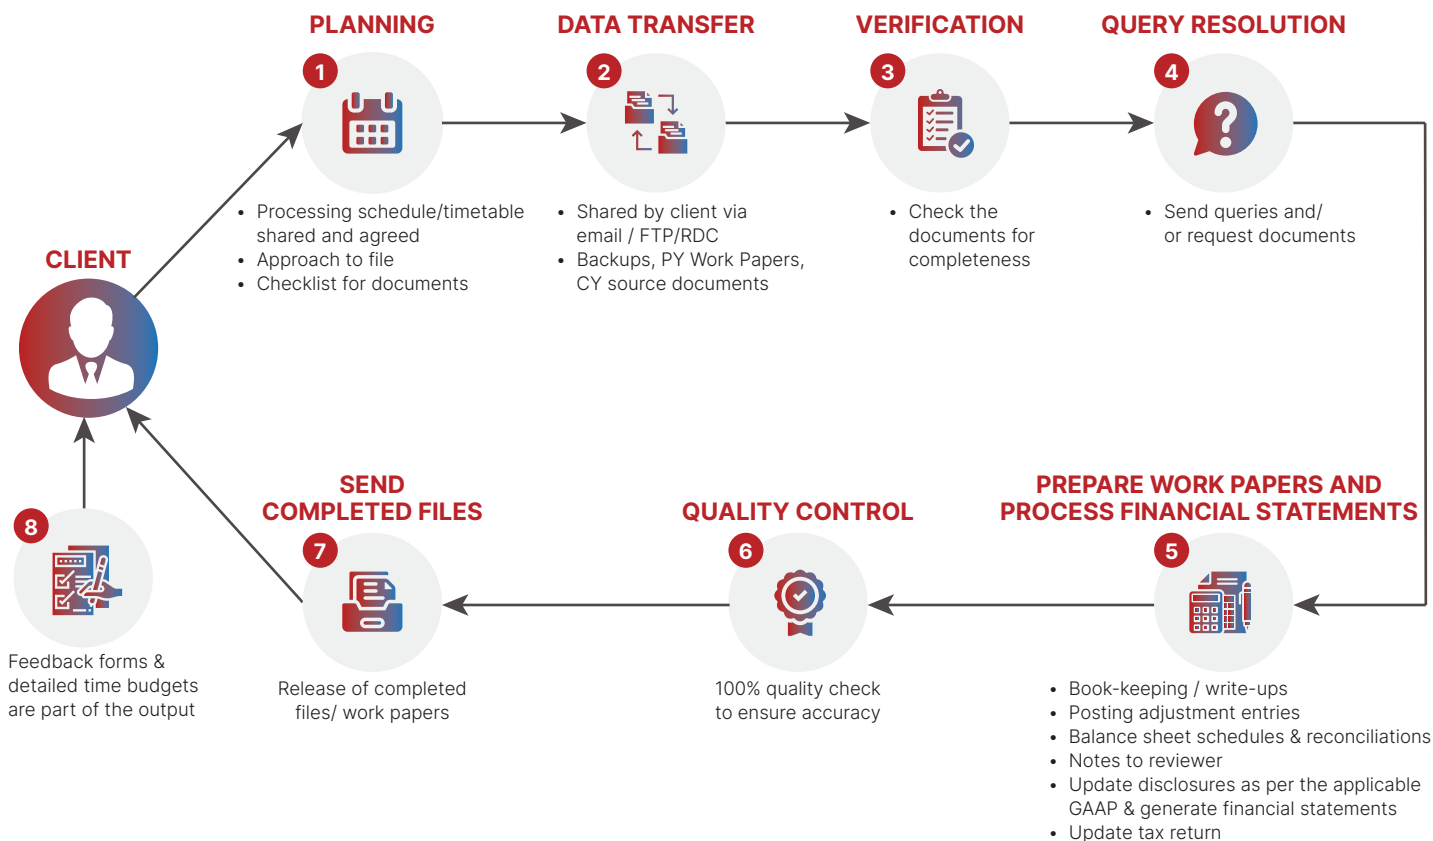 PLANNING
1
• Processing schedule/timetable
shared and agreed
• Approach to file
• Checklist for documents
DATA TRANSFER
2
• Shared by client via
email / FTP/RDC
• Backups, PY Work Papers,
CY source documents
VERIFICATION
3
• Check the
documents for
completeness
QUERY RESOLUTION
4
• Send queries and/
or request documents
CLIENT
PREPARE WORK PAPERS AND
PROCESS FINANCIAL STATEMENTS
5
• Book-keeping / write-ups
• Posting adjustment entries
• Balance sheet schedules & reconciliations
• Notes to reviewer
• Update disclosures as per the applicable
GAAP & generate financial statements
• Update tax return
QUALITY CONTROL
6
100% quality check
to ensure accuracy
SEND
COMPLETED FILES
7
Release of completed
files/ work papers
8
Feedback forms &
detailed time budgets
are part of the output